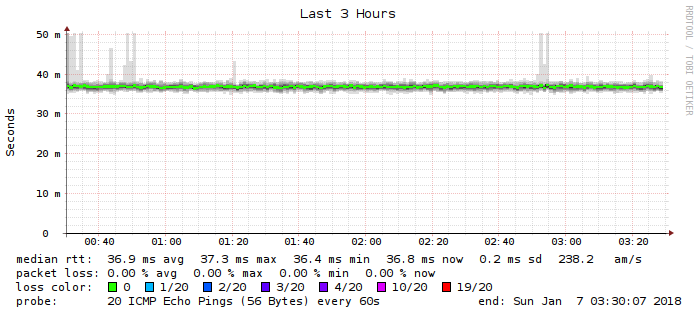 Last 3 Hours
RRDTOOL / TOBI OETIKER
Seconds
50 m
40 m
30 m
20 m
10 m
0
00:40 01:00 01:20 01:40 02:00 02:20 02:40 03:00 03:20
median rtt: 36.9 ms avg 37.3 ms max 36.4 ms min 36.8 ms now 0.2 ms sd 238.2 am/s
packet loss: 0.00 % avg 0.00 % max 0.00 % min 0.00 % now
loss color: 0 1/20 2/20 3/20 4/20 10/20 19/20
probe: 20 ICMP Echo Pings (56 Bytes) every 60s end: Sun Jan 7 03:30:07 2018